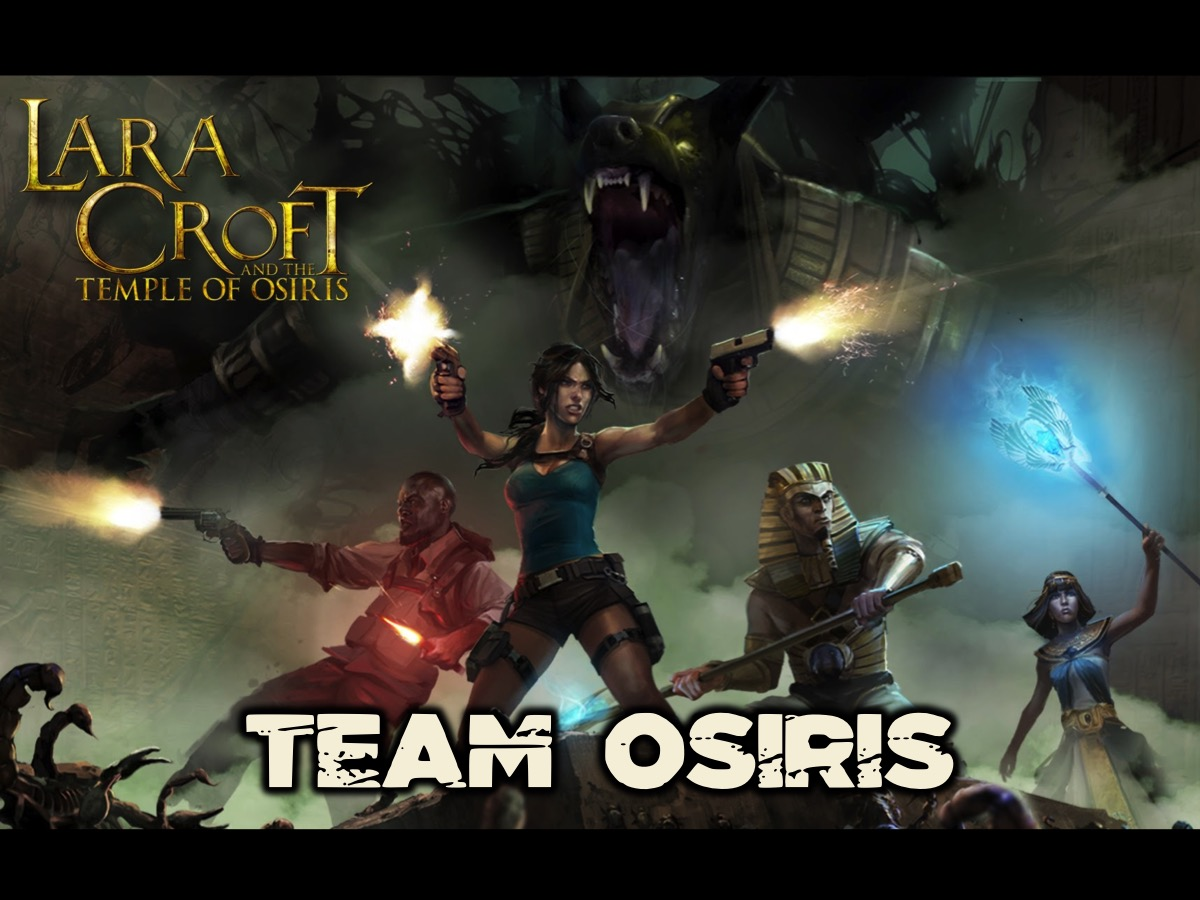 LARA
CROFT
AND THE
TEMPLE OF OSIRIS
TEAM OSIRIS